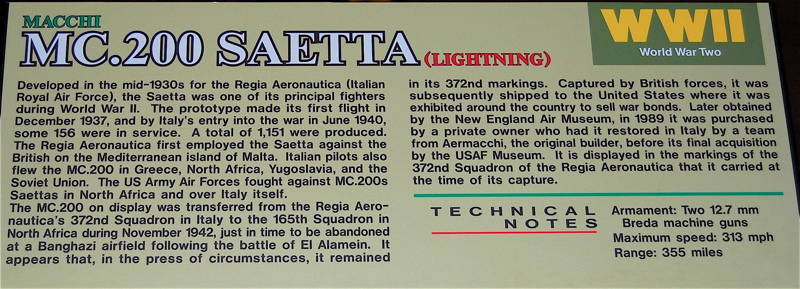 MACCHI
MC.200 SAETTA (LIGHTNING)
WWII
World War Two
Developed in the mid-1930s for the Regia Aeronautica (Italian
Royal Air Force), the Saetta was one of its principal fighters
during World War II. The prototype made its first flight in
December 1937, and by Italy's entry into the war in June 1940,
some 156 were in service. A total of 1,151 were produced.
The Regia Aeronautica first employed the Saetta against the
British on the Mediterranean island of Malta. Italian pilots also
flew the MC.200 in Greece, North Africa, Yugoslavia, and the
Soviet Union. The US Army Air Forces fought against MC.200s
Saettas in North Africa and over Italy itself.
The MC.200 on display was transferred from the Regia Aero-
nautica's 372nd Squadron in Italy to the 165th Squadron in
North Africa during November 1942, just in time to be abandoned
at a Banghazi airfield following the battle of El Alamein. It
appears that, in the press of circumstances, it remained
in its 372nd markings. Captured by British forces, it was
subsequently shipped to the United States where it was
exhibited around the country to sell war bonds. Later obtained
by the New England Air Museum, in 1989 it was purchased
by a private owner who had it restored in Italy by a team
from Aermacchi, the original builder, before its final acquisition
by the USAF Museum. It is displayed in the markings of the
372nd Squadron of the Regia Aeronautica that it carried at
the time of its capture.
TECHNICAL
NOTES
Armament: Two 12.7 mm
Breda machine guns
Maximum speed: 313 mph
Range: 355 miles